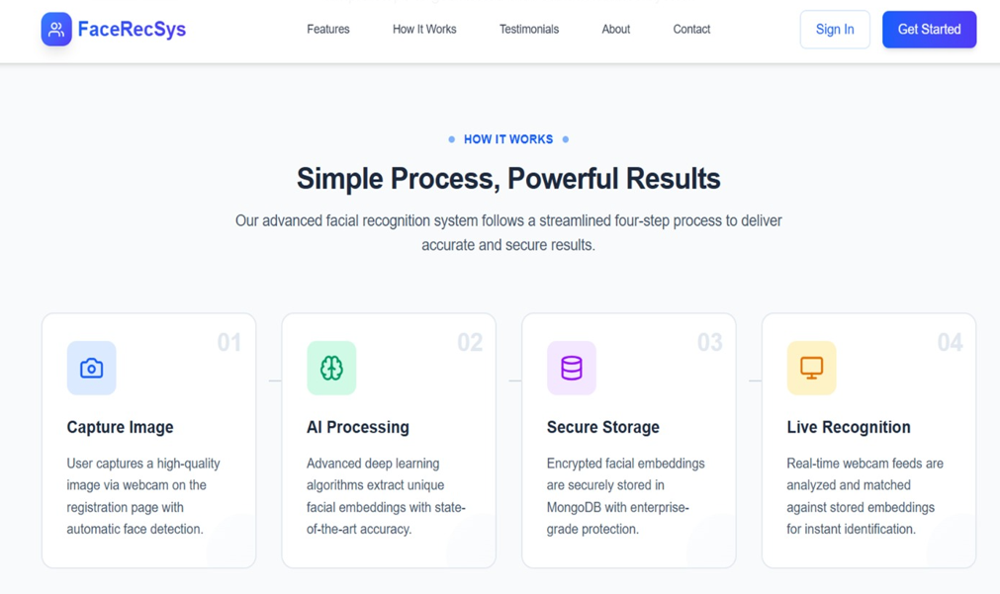 FaceRecSys
Features
How It Works
Testimonials
About
Contact
Sign In
Get Started
HOW IT WORKS
Simple Process, Powerful Results
Our advanced facial recognition system follows a streamlined four-step process to deliver
accurate and secure results.
01
Capture Image
User captures a high-quality
image via webcam on the
registration page with
automatic face detection.
02
AI Processing
Advanced deep learning
algorithms extract unique
facial embeddings with state-
of-the-art accuracy.
03
Secure Storage
Encrypted facial embeddings
are securely stored in
MongoDB with enterprise-
grade protection.
04
Live Recognition
Real-time webcam feeds are
analyzed and matched
against stored embeddings
for instant identification.